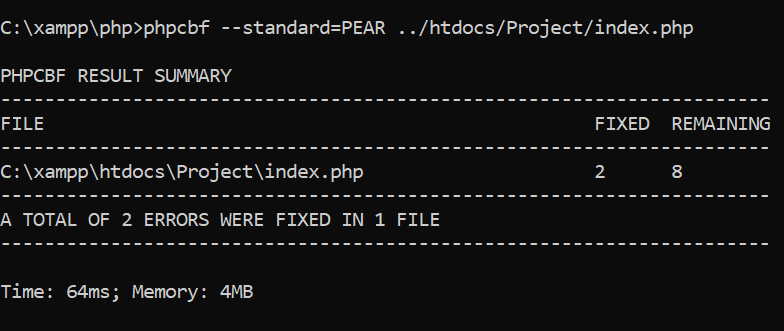 C:\xampp\php>phpcbf --standard=PEAR ../htdocs/Project/index.php
PHPCBF RESULT SUMMARY
----------------------------------------------------------------------
FILE                                                  FIXED  REMAINING
----------------------------------------------------------------------
C:\xampp\htdocs\Project\index.php                     2      8
----------------------------------------------------------------------
A TOTAL OF 2 ERRORS WERE FIXED IN 1 FILE
----------------------------------------------------------------------
Time: 64ms; Memory: 4MB